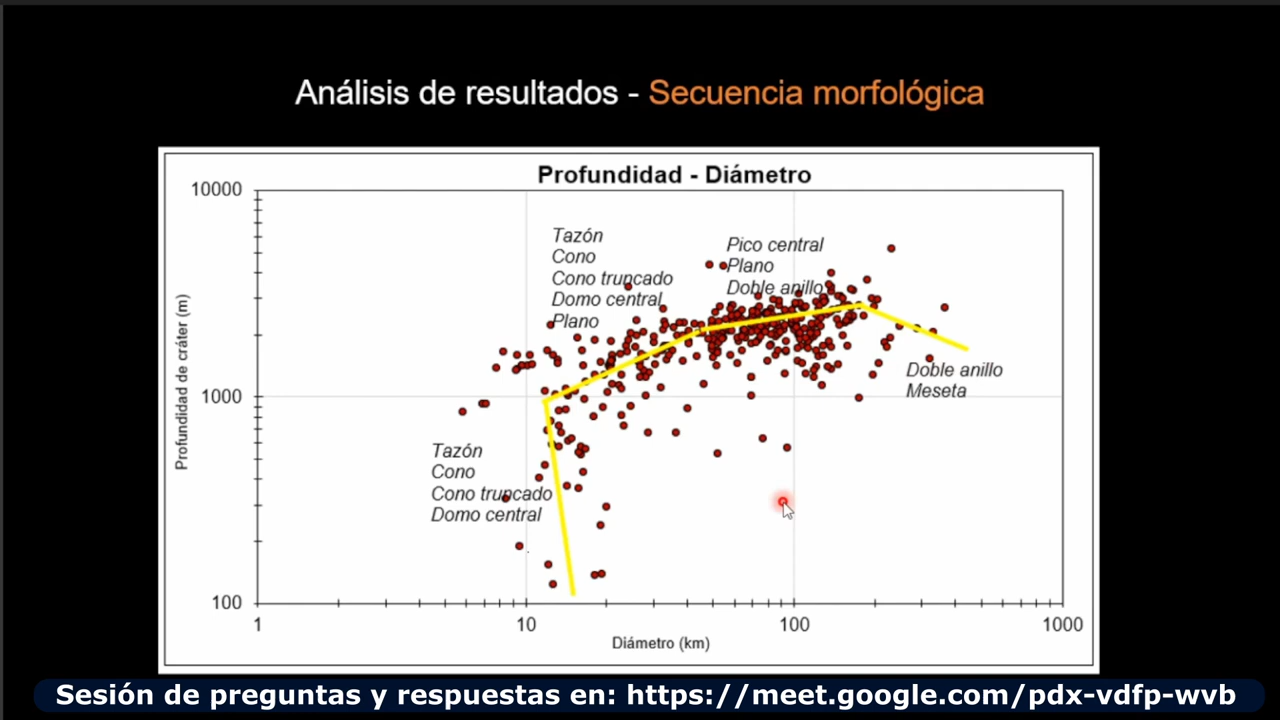 Análisis de resultados - Secuencia morfológica
Profundidad - Diámetro
10000
1000
100
Profundidad de cráter (m)
Tazón
Cono
Cono truncado
Domo central
Plano
Pico central
Plano
Doble anillo
Doble anillo
Meseta
Tazón
Cono
Cono truncado
Domo central
1
10
100
1000
Diámetro (km)
Sesión de preguntas y respuestas en: https://meet.google.com/pdx-vdfp-wvb